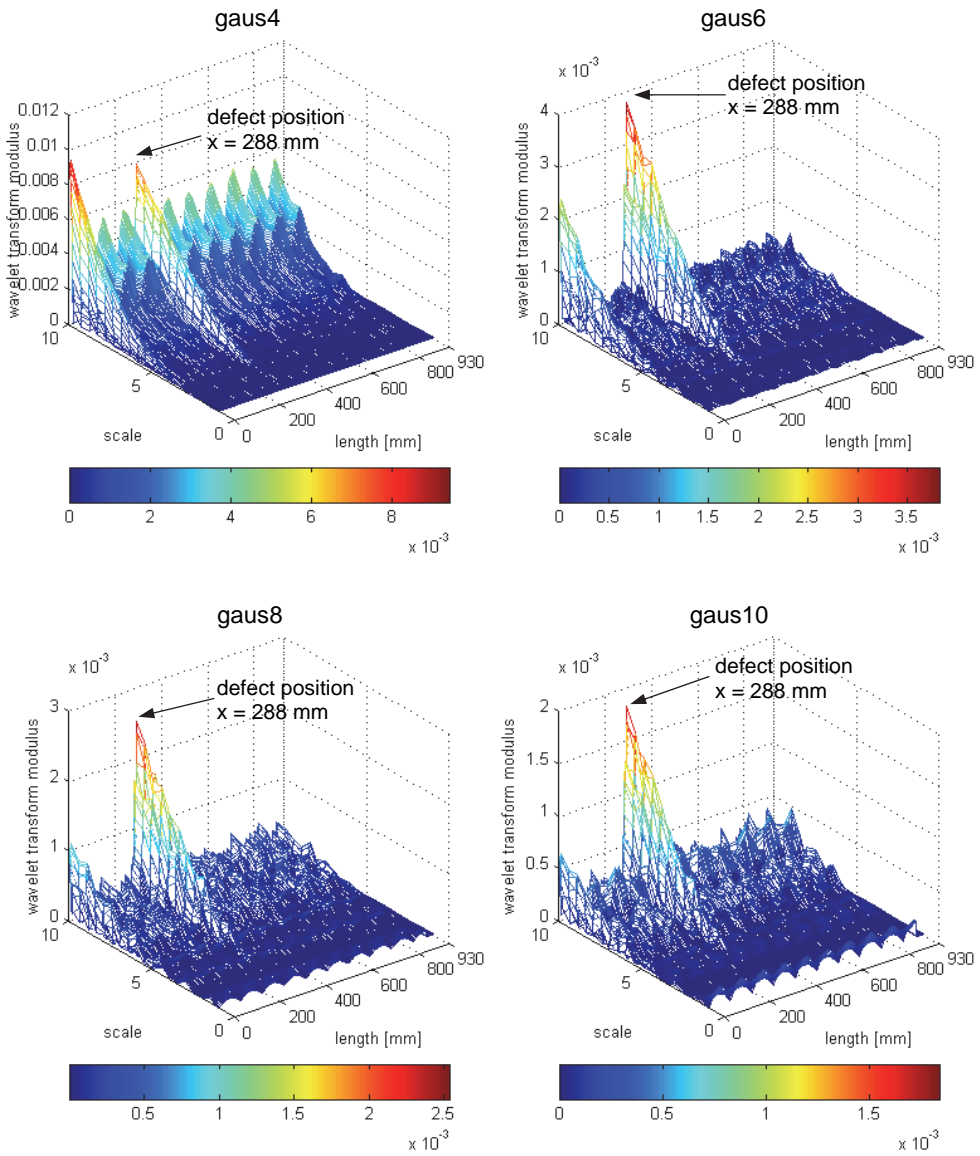 gaus4
defect position
x = 288 mm
wavelet transform modulus
0.012
0.01
0.008
0.006
0.004
0.002
0
10
5
0
scale
0
200
400
600
800
930
length [mm]
0 2 4 6 8
x 10⁻³
gaus6
x 10⁻³
defect position
x = 288 mm
wavelet transform modulus
4
3
2
1
0
10
5
0
scale
0
200
400
600
800
930
length [mm]
0 0.5 1 1.5 2 2.5 3 3.5
x 10⁻³
gaus8
x 10⁻³
defect position
x = 288 mm
wavelet transform modulus
3
2
1
0
10
5
0
scale
0
200
400
600
800
930
length [mm]
0.5 1 1.5 2 2.5
x 10⁻³
gaus10
x 10⁻³
defect position
x = 288 mm
wavelet transform modulus
2
1.5
1
0.5
0
10
5
0
scale
0
200
400
600
800
930
length [mm]
0 0.5 1 1.5
x 10⁻³